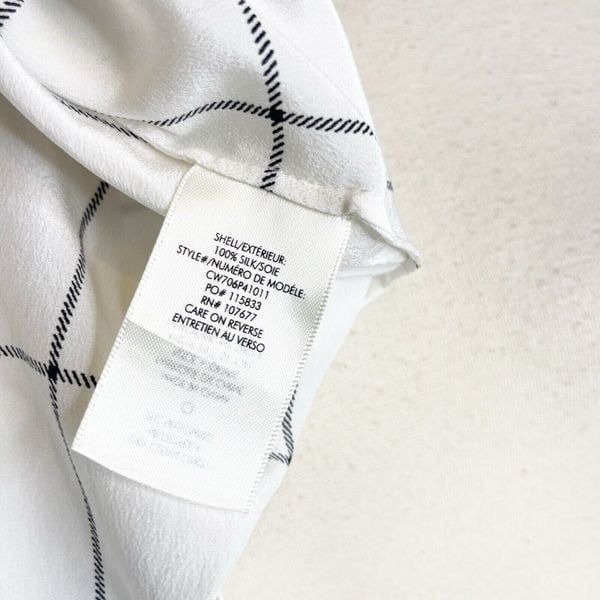 SHELL/EXTÉRIEUR:
100% SILK/SOIE
STYLE#/NUMÉRO DE MODÈLE:
CW706P41011
PO# 115833
RN# 107677
CARE ON REVERSE
ENTRETIEN AU VERSO